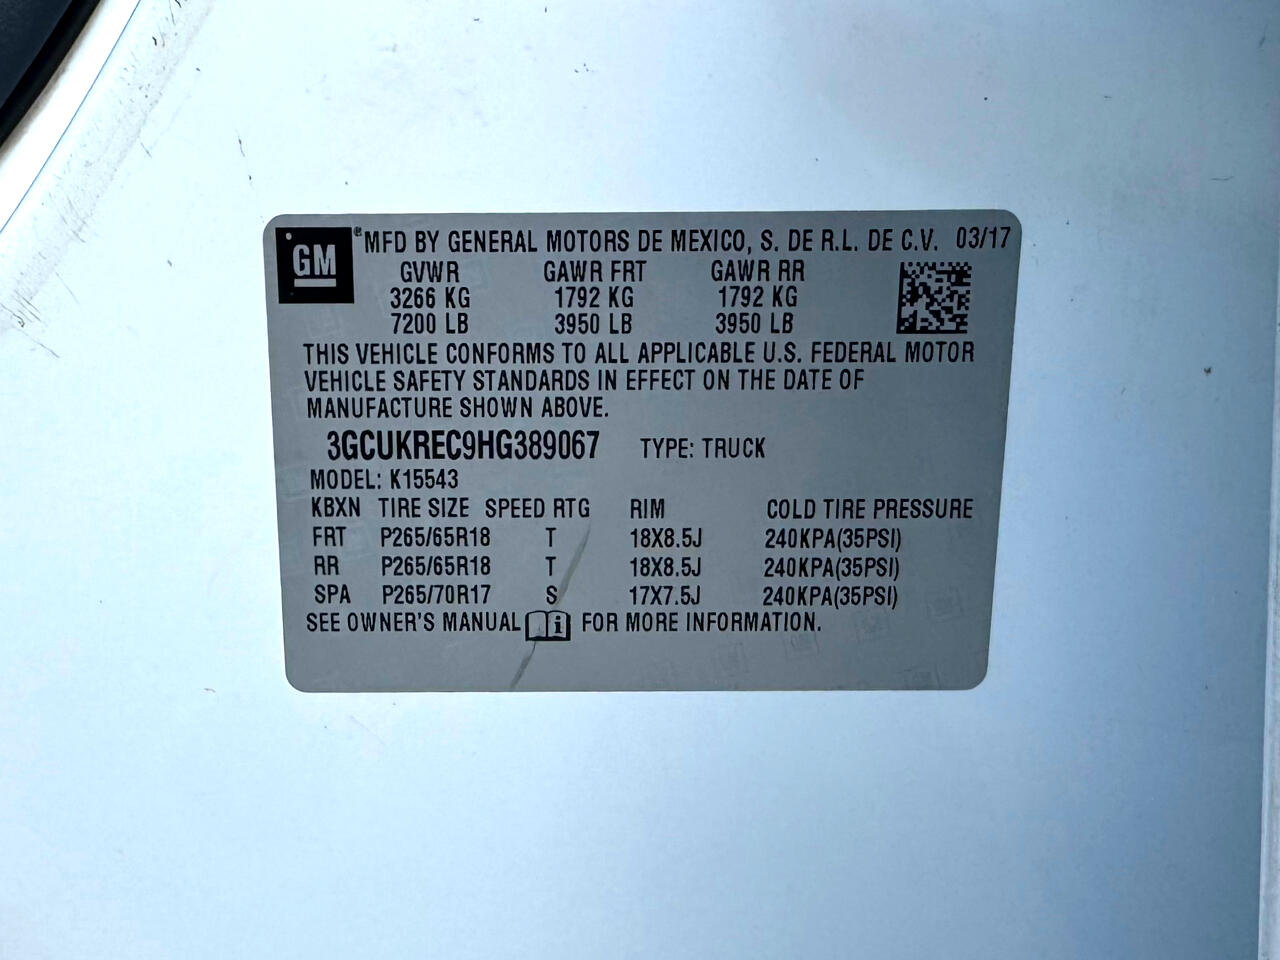 GM ® MFD BY GENERAL MOTORS DE MEXICO, S. DE R.L. DE C.V. 03/17
GVWR GAWR FRT GAWR RR
3266 KG 1792 KG 1792 KG
7200 LB 3950 LB 3950 LB
THIS VEHICLE CONFORMS TO ALL APPLICABLE U.S. FEDERAL MOTOR
VEHICLE SAFETY STANDARDS IN EFFECT ON THE DATE OF
MANUFACTURE SHOWN ABOVE.
3GCUKREC9HG389067 TYPE: TRUCK
MODEL: K15543
KBXN TIRE SIZE SPEED RTG RIM COLD TIRE PRESSURE
FRT P265/65R18 T 18X8.5J 240KPA(35PSI)
RR P265/65R18 T 18X8.5J 240KPA(35PSI)
SPA P265/70R17 S 17X7.5J 240KPA(35PSI)
SEE OWNER'S MANUAL i FOR MORE INFORMATION.